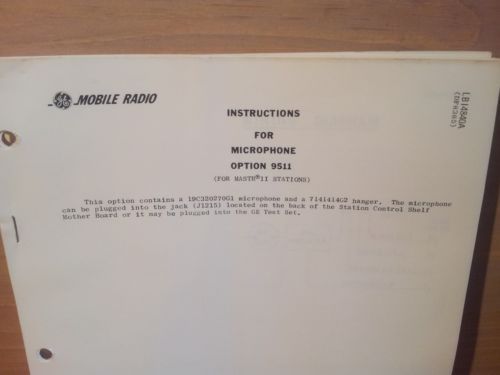 GE MOBILE RADIO
LBI4840A
(DF9365)
INSTRUCTIONS
FOR
MICROPHONE
OPTION 9511
(FOR MASTR®II STATIONS)
This option contains a 19C320270G1 microphone and a 7141414G2 hanger. The microphone
can be plugged into the jack (J1215) located on the back of the Station Control Shelf
Mother Board or it may be plugged into the GE Test Set.